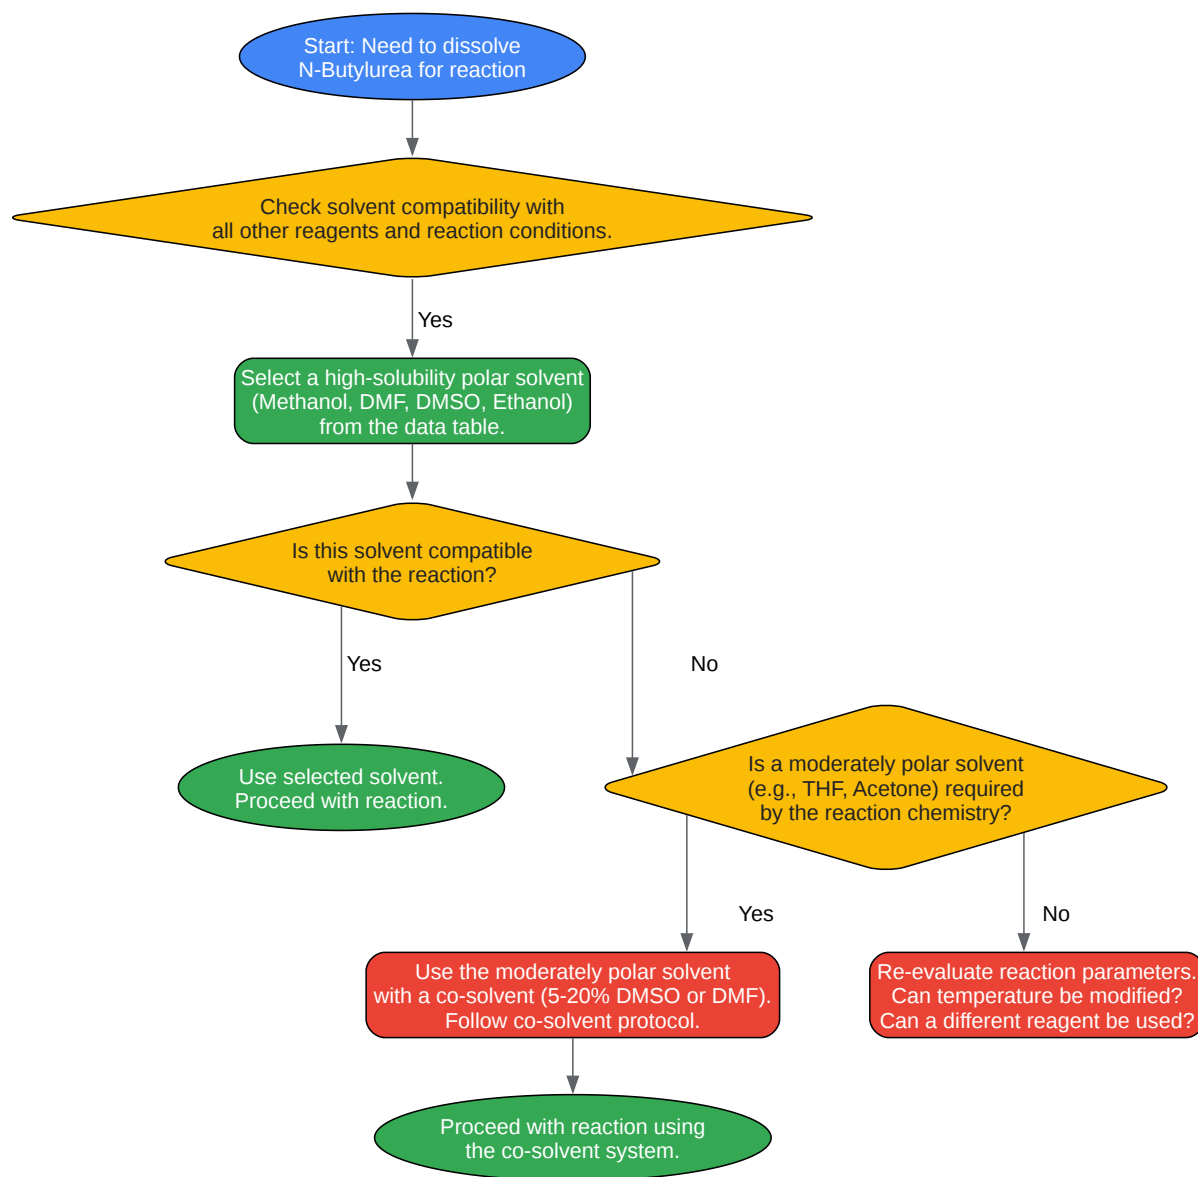 Start: Need to dissolve
N-Butylurea for reaction
Check solvent compatibility with
all other reagents and reaction conditions.
Yes
Select a high-solubility polar solvent
(Methanol, DMF, DMSO, Ethanol)
from the data table.
Is this solvent compatible
with the reaction?
Yes
No
Use selected solvent.
Proceed with reaction.
Is a moderately polar solvent
(e.g., THF, Acetone) required
by the reaction chemistry?
Yes
No
Use the moderately polar solvent
with a co-solvent (5-20% DMSO or DMF).
Follow co-solvent protocol.
Re-evaluate reaction parameters.
Can temperature be modified?
Can a different reagent be used?
Proceed with reaction using
the co-solvent system.